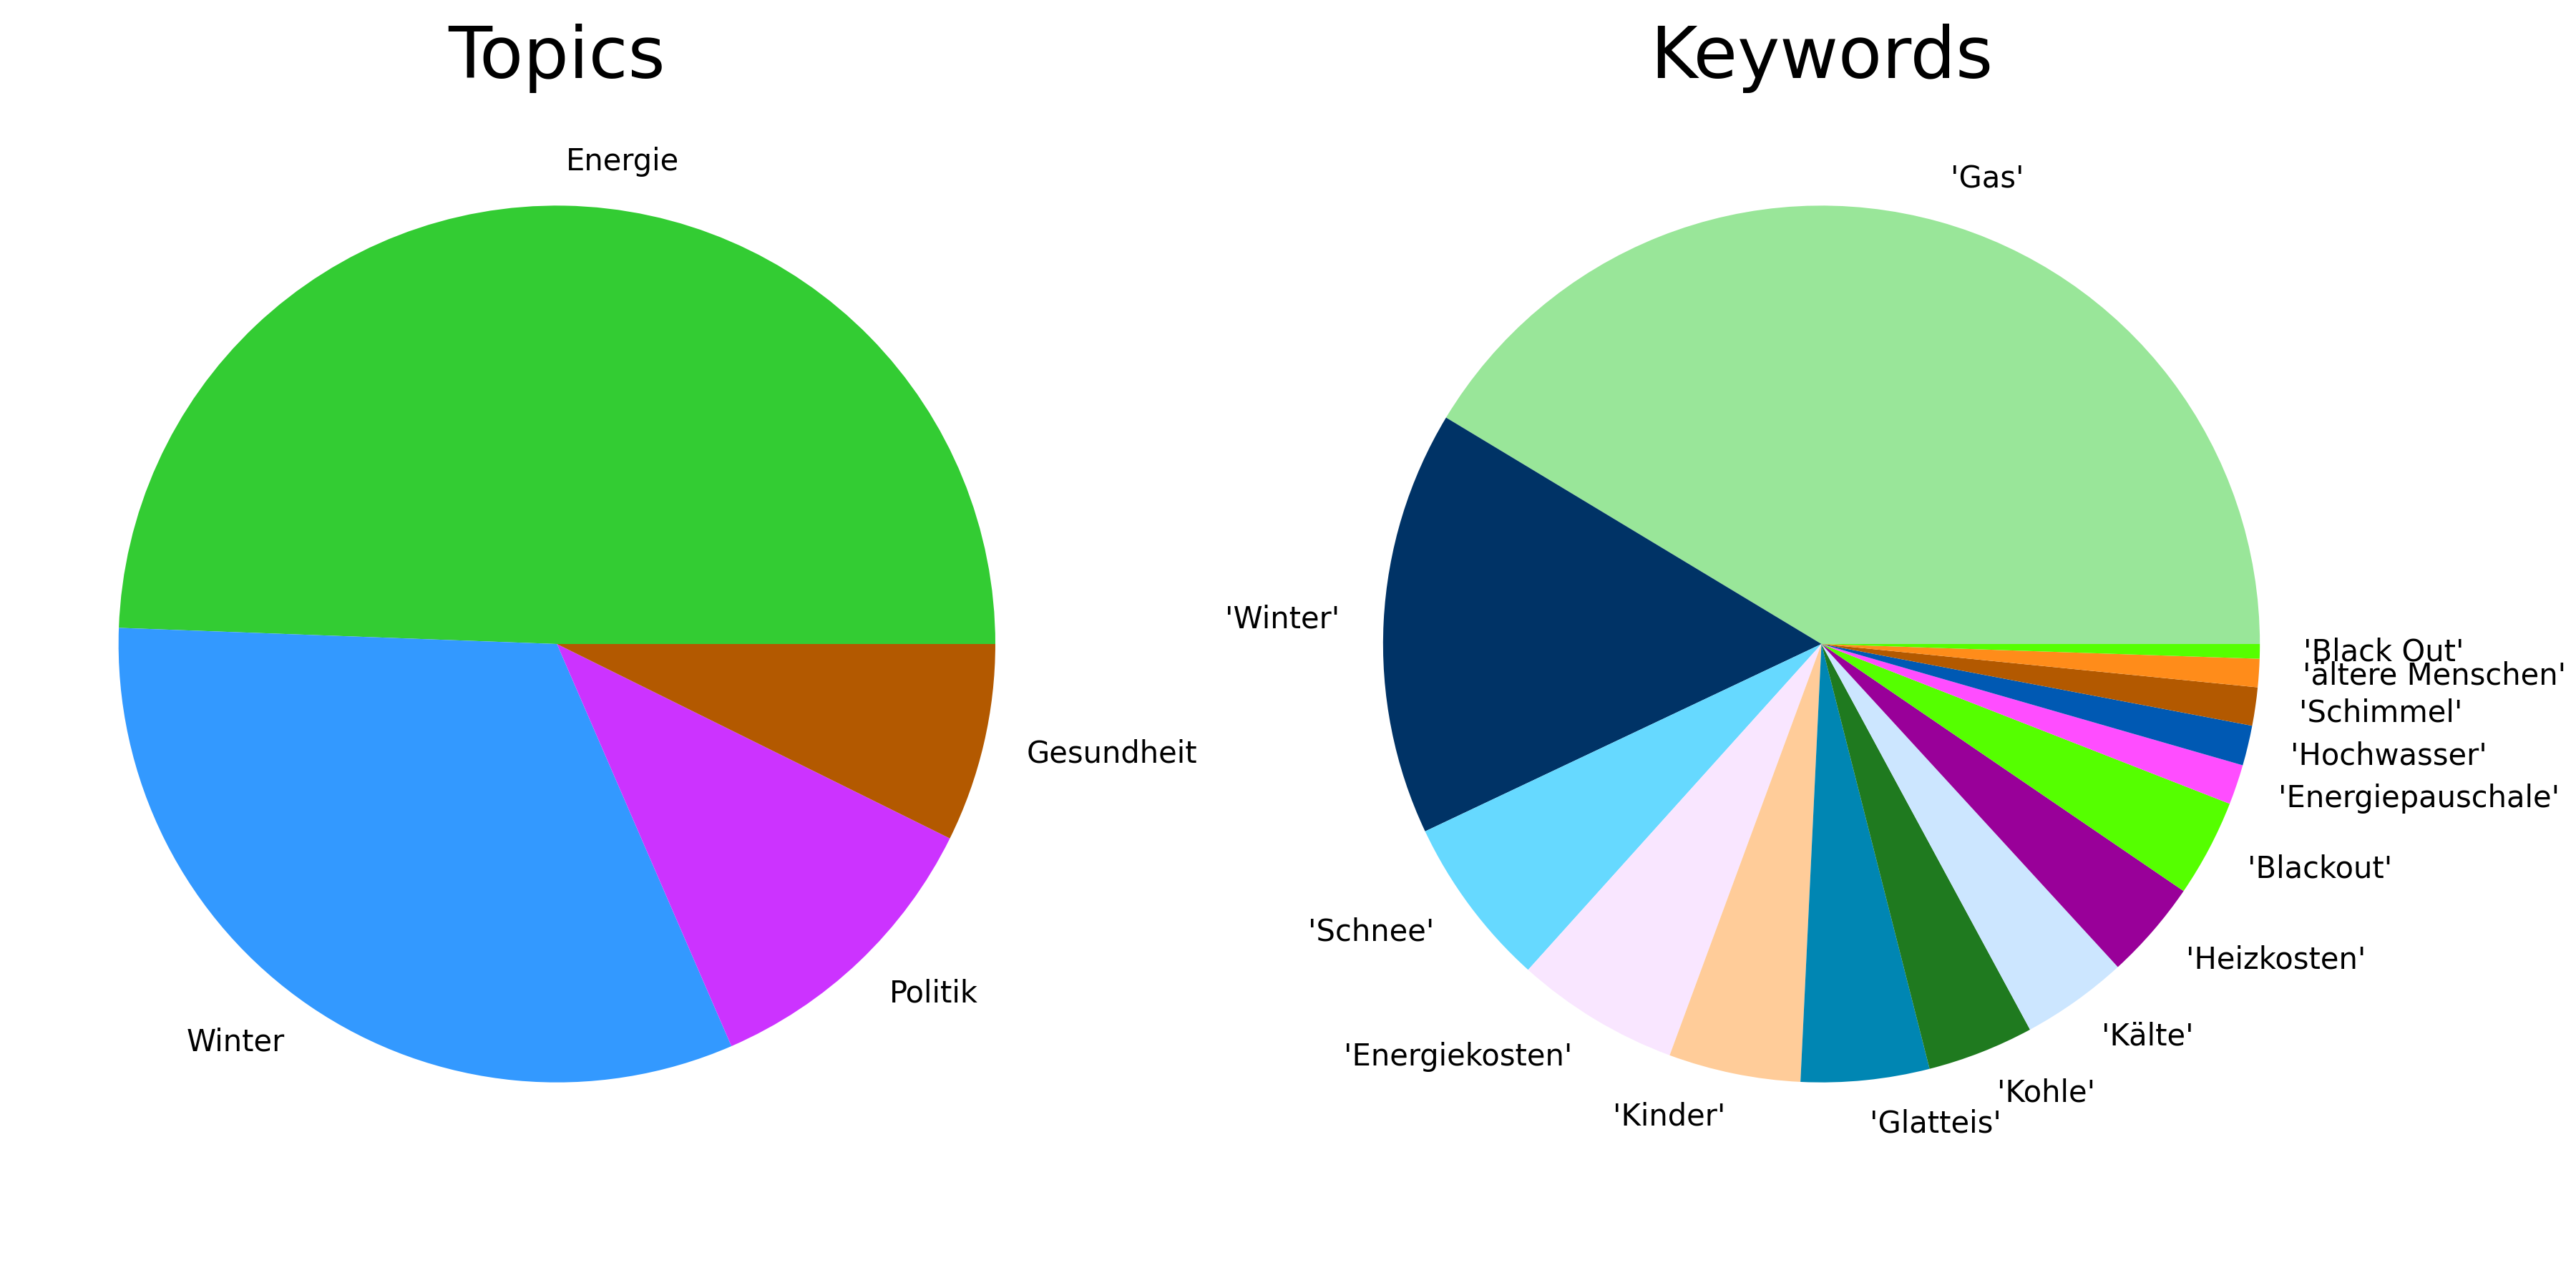 Topics
Energie
Winter
Politik
Gesundheit
Keywords
'Gas'
'Winter'
'Schnee'
'Energiekosten'
'Kinder'
'Glatteis'
'Kohle'
'Kälte'
'Heizkosten'
'Blackout'
'Energiepauschale'
'Hochwasser'
'Schimmel'
'ältere Menschen'
'Black Out'